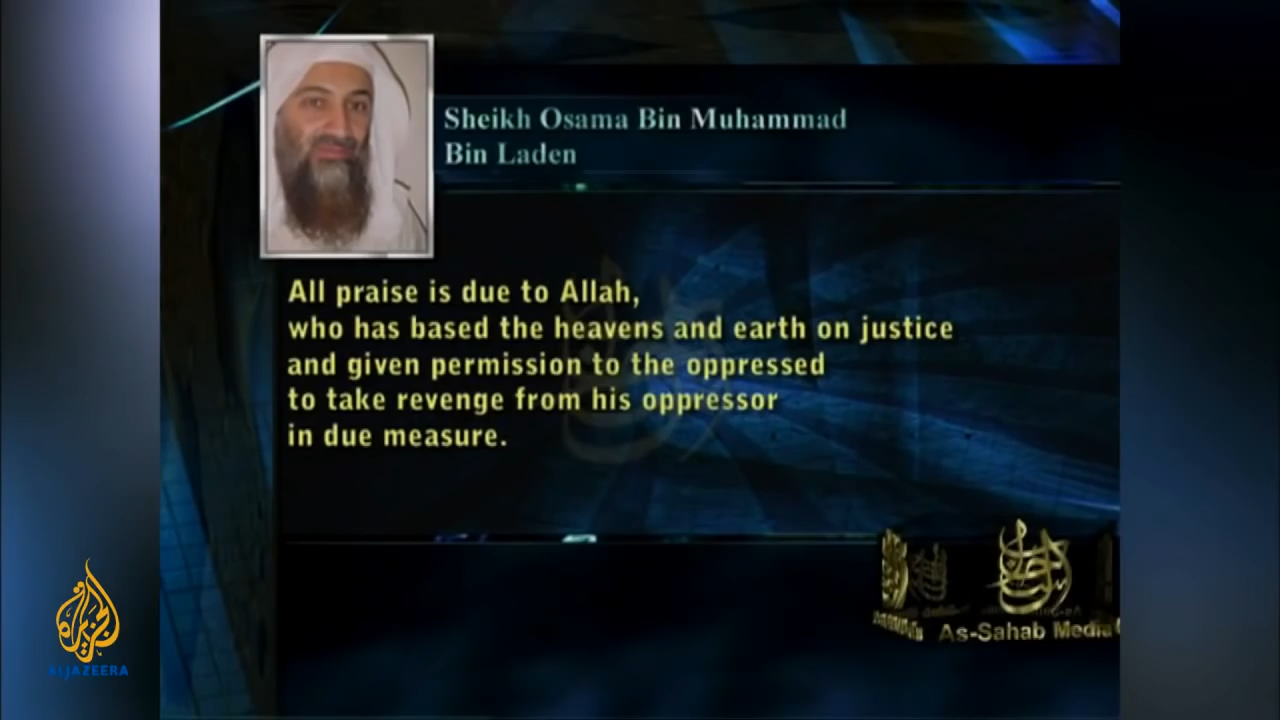 Sheikh Osama Bin Muhammad
Bin Laden
All praise is due to Allah,
who has based the heavens and earth on justice
and given permission to the oppressed
to take revenge from his oppressor
in due measure.
As-Sahab Media
الجزيرة
ALJAZEERA